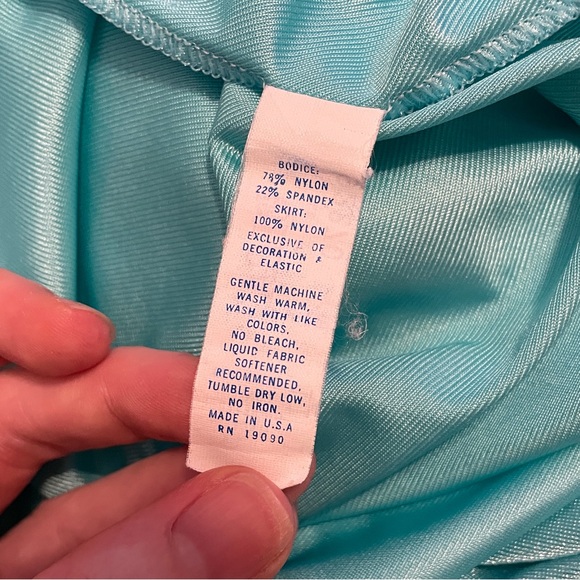 BODICE:
78% NYLON
22% SPANDEX
SKIRT:
100% NYLON
EXCLUSIVE OF
DECORATION &
ELASTIC
GENTLE MACHINE
WASH WARM,
WASH WITH LIKE
COLORS,
NO BLEACH,
LIQUID FABRIC
SOFTENER
RECOMMENDED,
TUMBLE DRY LOW,
NO IRON.
MADE IN U.S.A
RN 19090